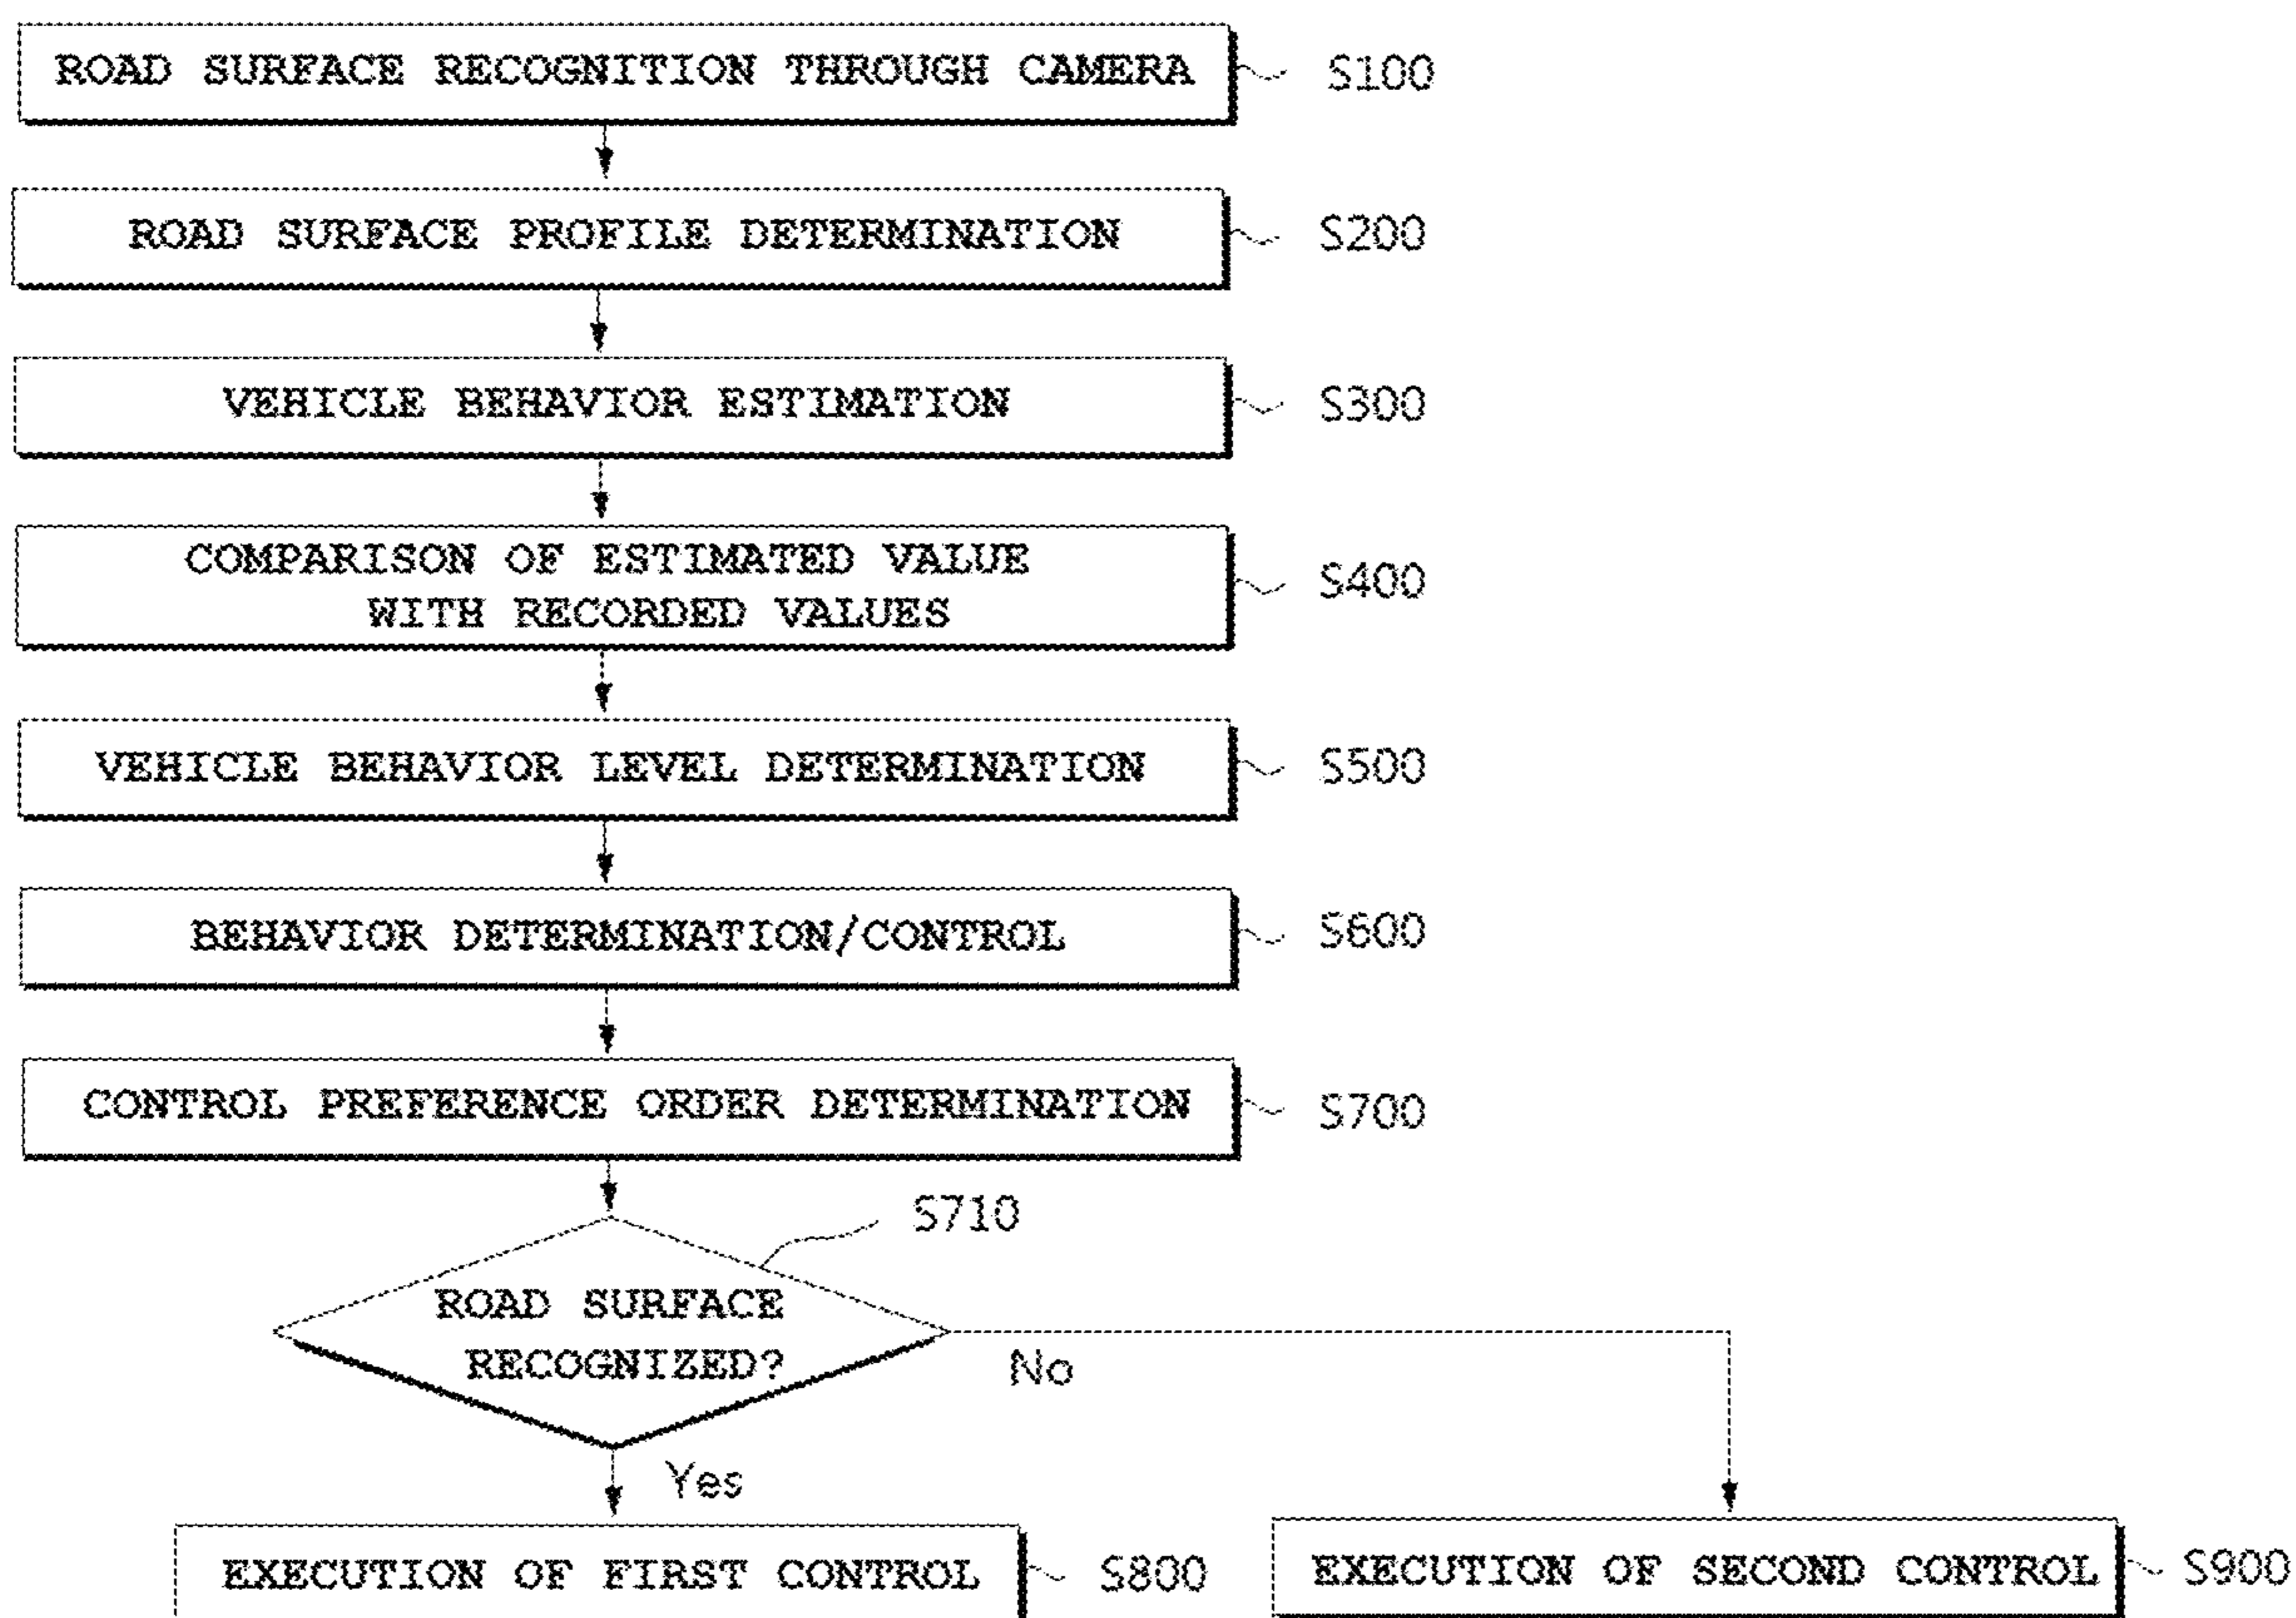 ROAD SURFACE RECOGNITION THROUGH CAMERA
S100
ROAD SURFACE PROFILE DETERMINATION
S200
VEHICLE BEHAVIOR ESTIMATION
S300
COMPARISON OF ESTIMATED VALUE
WITH RECORDED VALUES
S400
VEHICLE BEHAVIOR LEVEL DETERMINATION
S500
BEHAVIOR DETERMINATION/CONTROL
S600
CONTROL PREFERENCE ORDER DETERMINATION
S700
S710
ROAD SURFACE
RECOGNIZED?
No
Yes
EXECUTION OF FIRST CONTROL
S800
EXECUTION OF SECOND CONTROL
S900